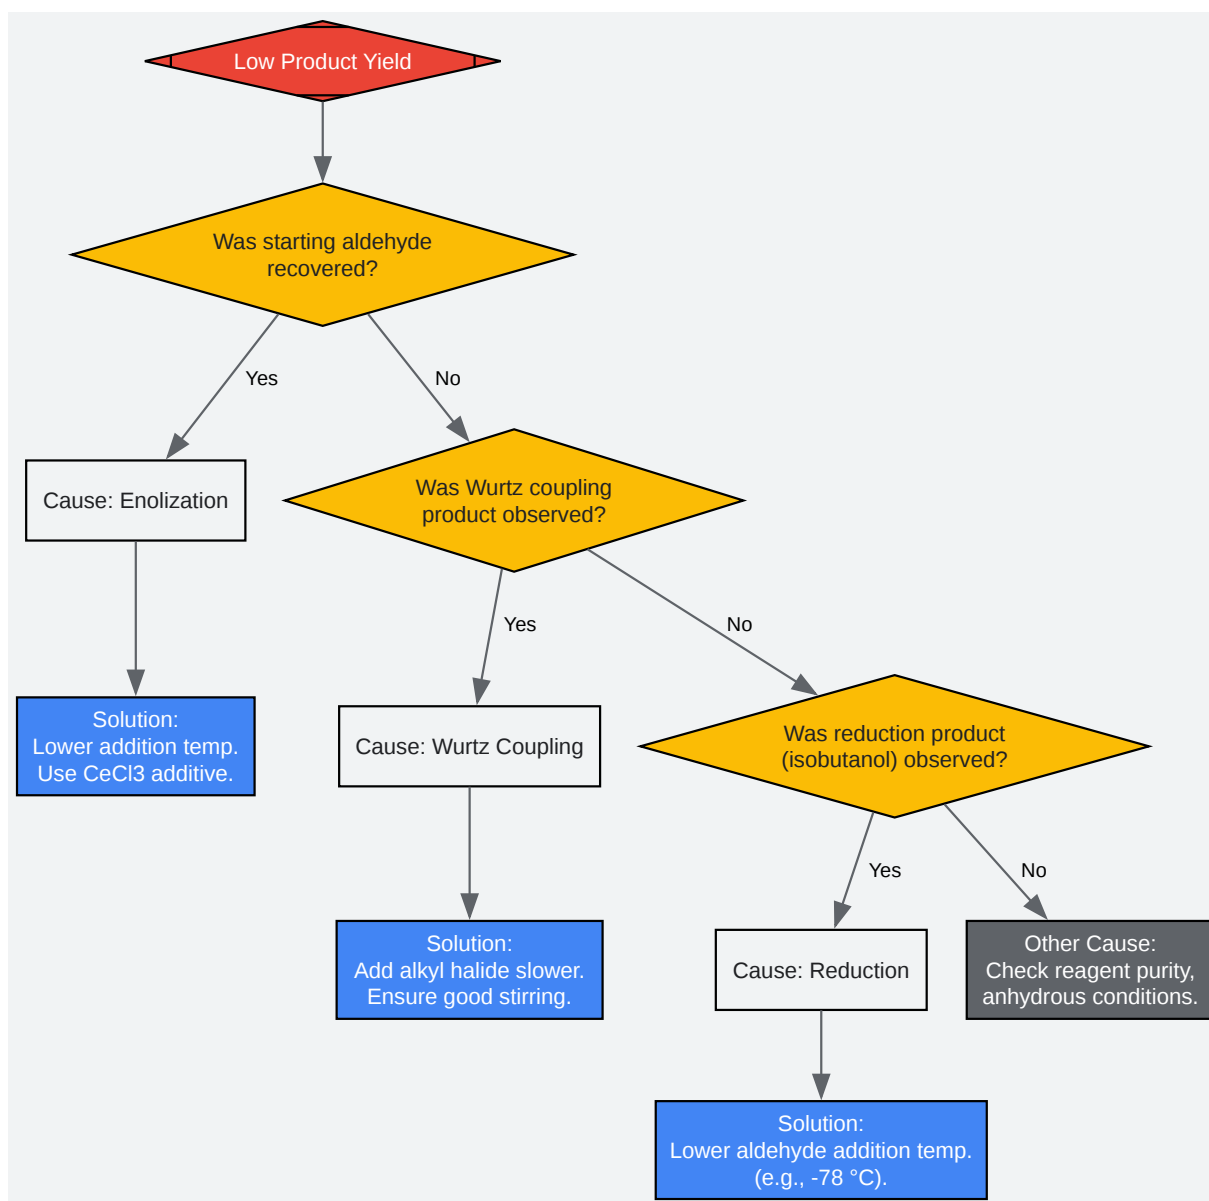 Low Product Yield
Was starting aldehyde
recovered?
Yes
No
Cause: Enolization
Was Wurtz coupling
product observed?
Yes
No
Solution:
Lower addition temp.
Use CeCl3 additive.
Cause: Wurtz Coupling
Was reduction product
(isobutanol) observed?
Yes
No
Solution:
Add alkyl halide slower.
Ensure good stirring.
Cause: Reduction
Other Cause:
Check reagent purity,
anhydrous conditions.
Solution:
Lower aldehyde addition temp.
(e.g., -78 °C).